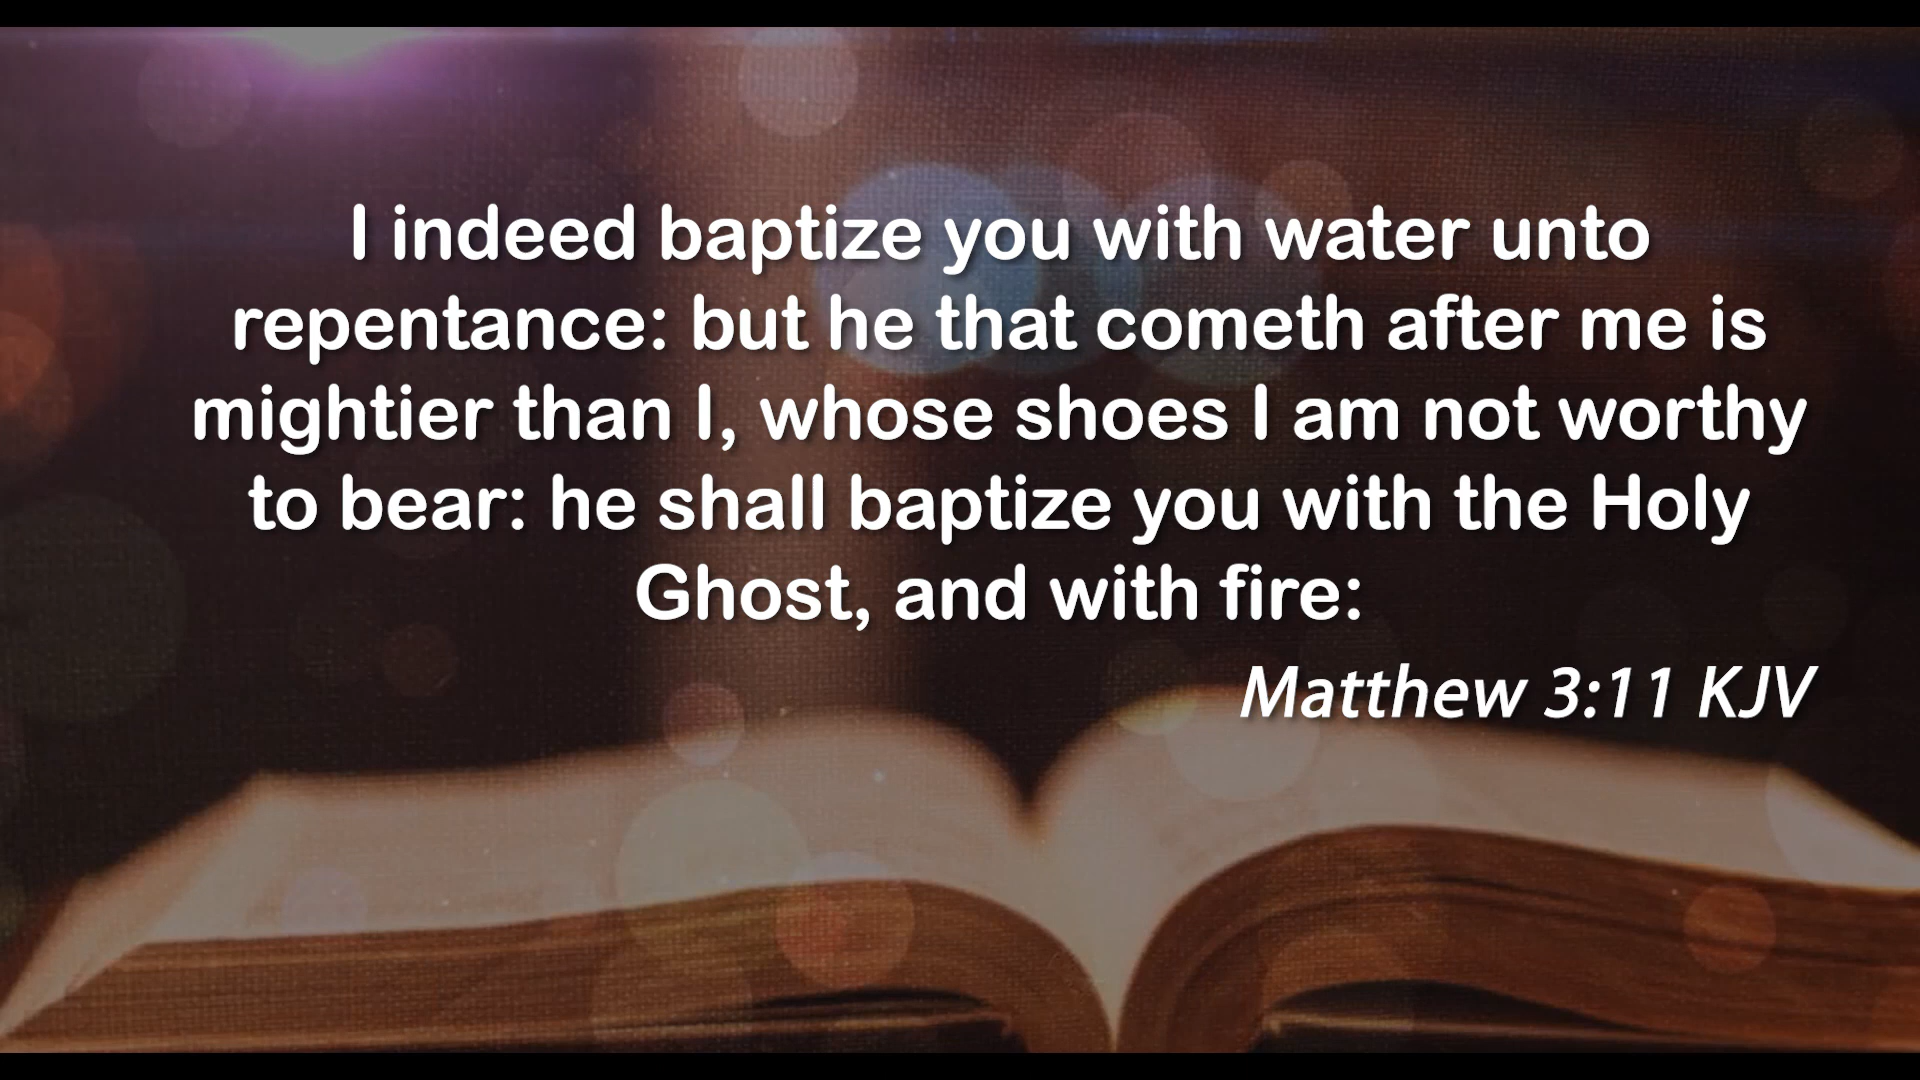 I indeed baptize you with water unto
repentance: but he that cometh after me is
mightier than I, whose shoes I am not worthy
to bear: he shall baptize you with the Holy
Ghost, and with fire:
Matthew 3:11 KJV